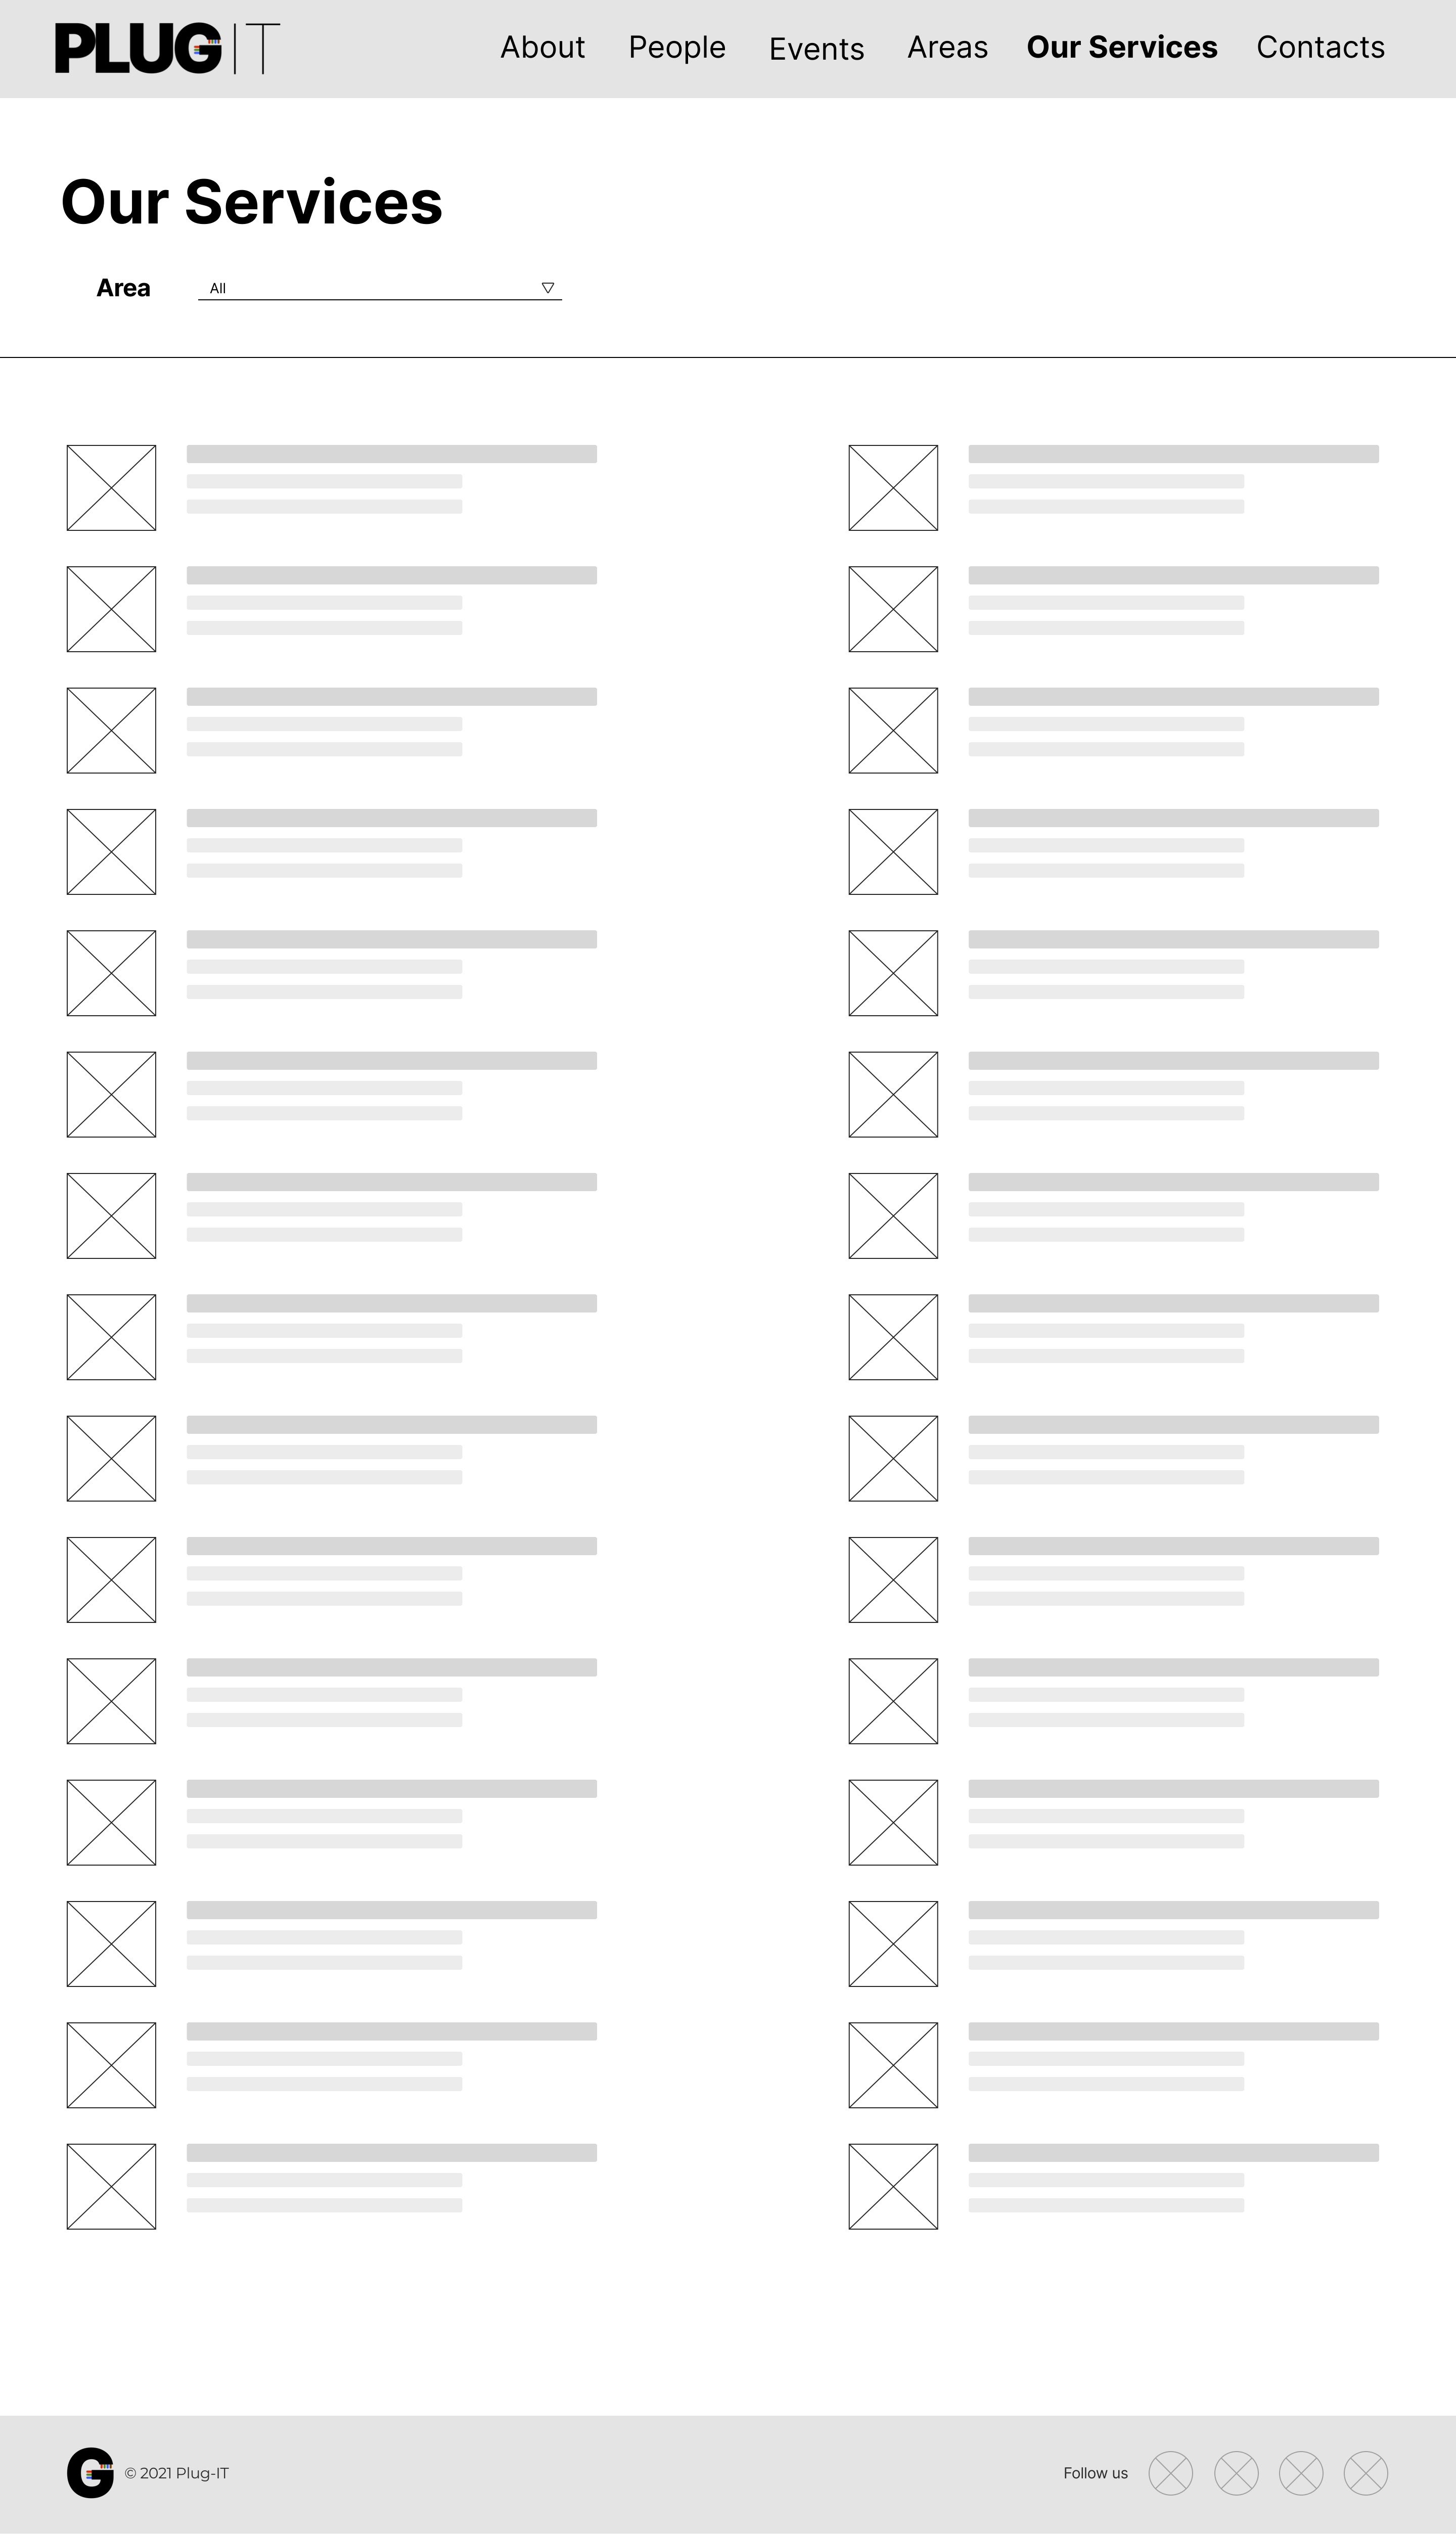 PLUG IT
About People Events Areas Our Services Contacts
Our Services
Area All
© 2021 Plug-IT
Follow us